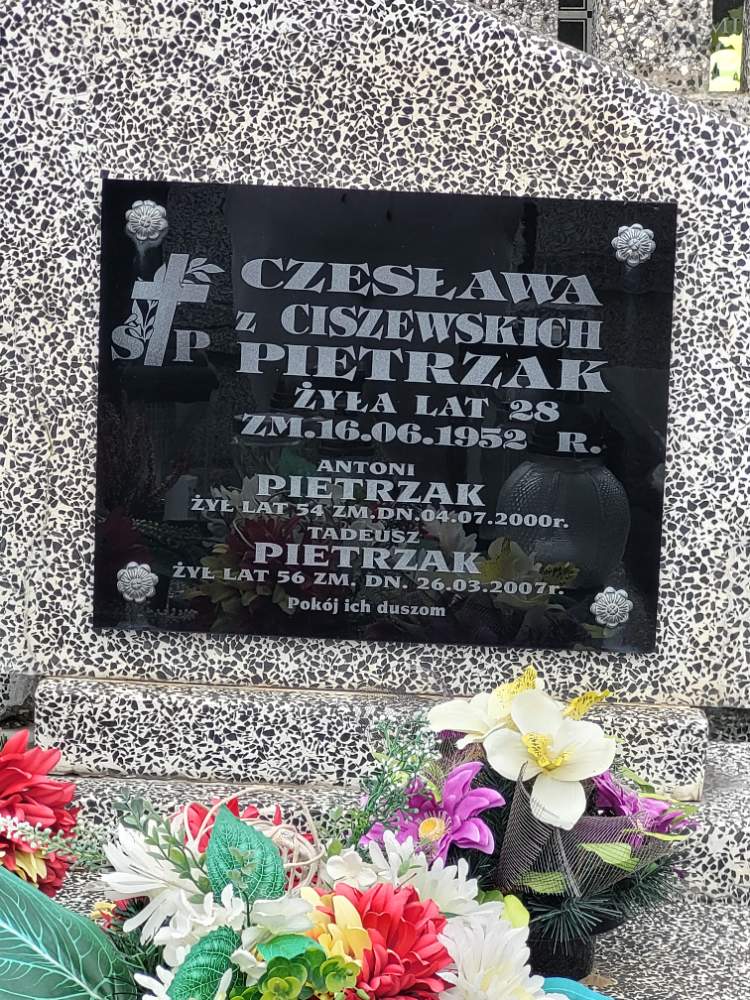 Ś P
CZESŁAWA
z CISZEWSKICH
PIETRZAK
ŻYŁA LAT 28
ZM.16.06.1952 R.
ANTONI
PIETRZAK
ŻYŁ LAT 54 ZM.DN.04.07.2000r.
TADEUSZ
PIETRZAK
ŻYŁ LAT 56 ZM. DN. 26.03.2007r.
Pokój ich duszom